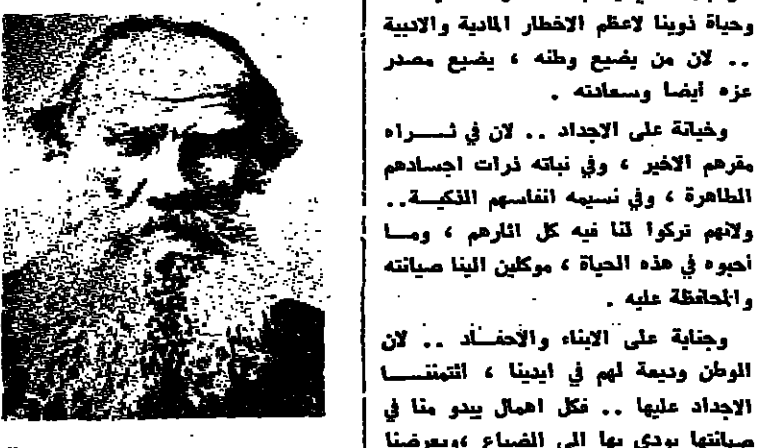 وحياة ذوينا لاعظم الاخطار المادية والادبية
.. لان من يضيع وطنه ، يضيع مصدر
عزه ايضا وسعادته .
وخيانة على الاجداد .. لان في ثـــراه
مقرهم الاخير ، وفي نباته ذرات اجسادهم
الطاهرة ، وفي نسيمه انفاسهم الذكيــة..
ولانهم تركوا لنا فيه كل اثارهم ، ومــا
أحبوه في هذه الحياة ، موكلين الينا صيانته
والمحافظة عليه .
وجناية على الابناء والاحفــاد .. لان
الوطن وديعة لهم في ايدينا ، ائتمننـــا
الاجداد عليها .. فكل اهمال يبدو منا في
صيانتها يودي بها الى الضياع ،ويعرضنا